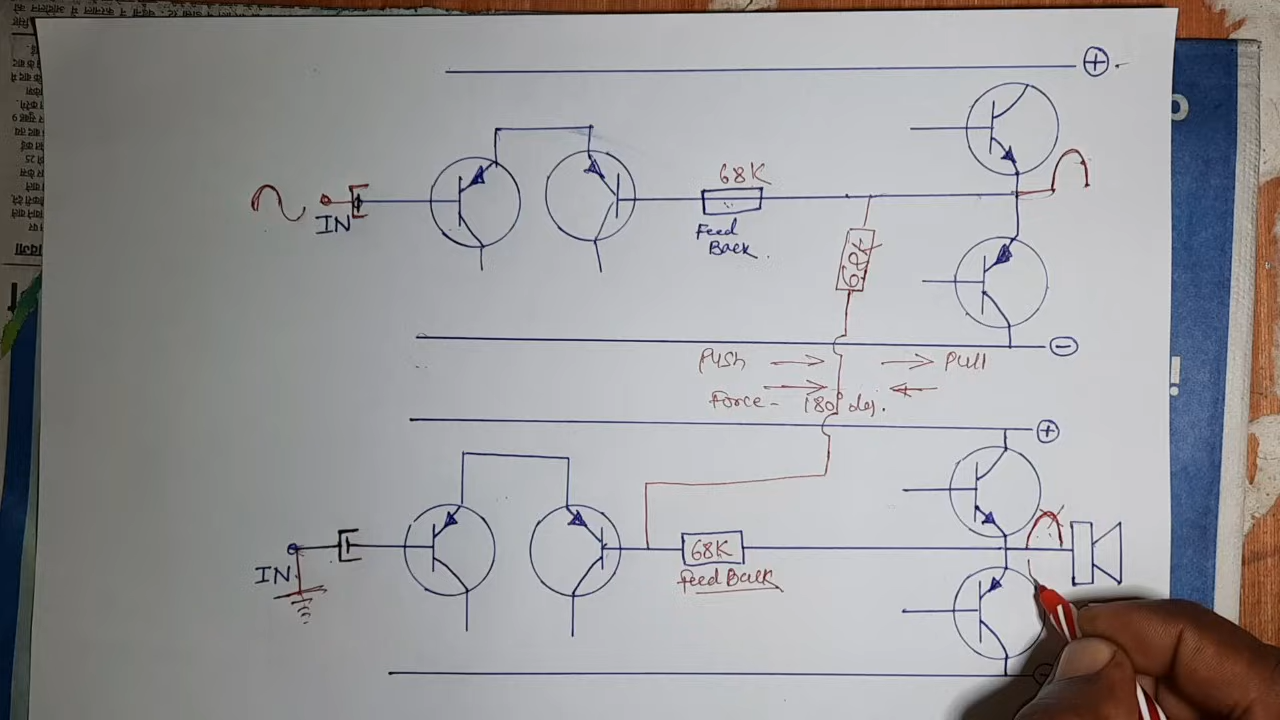 +
68K
IN
Feed
Back.
68K
-
Push → → Pull
Force - → 180° deg. ←
+
68K
Feed Back
IN